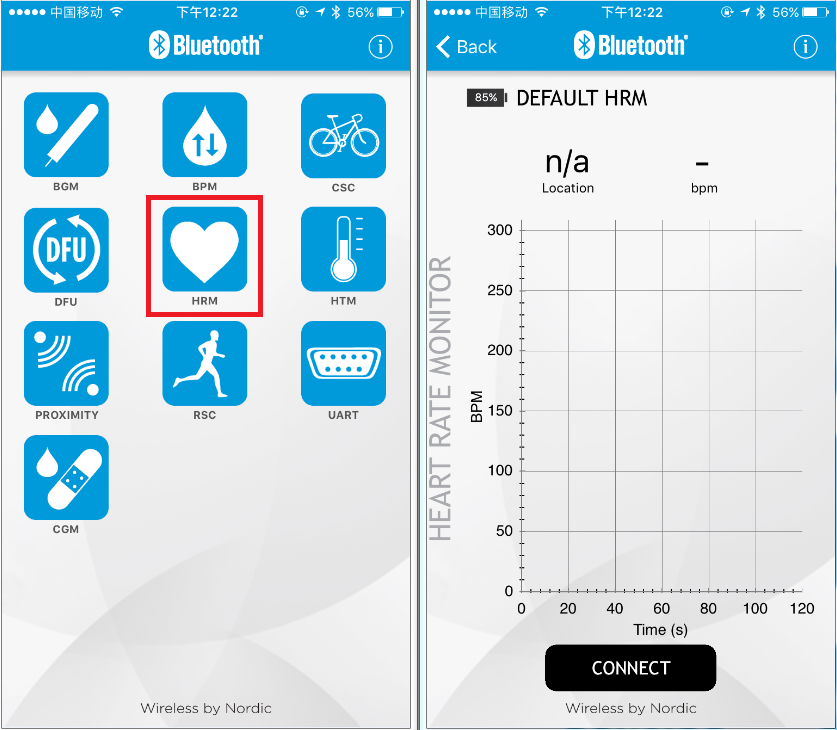 中国移动 下午12:22 56%
Bluetooth
BGM BPM CSC
DFU
DFU HRM HTM
PROXIMITY RSC UART
CGM
Wireless by Nordic
中国移动 下午12:22 56%
Back Bluetooth
85% DEFAULT HRM
n/a -
Location bpm
HEART RATE MONITOR
BPM
300
250
200
150
100
50
0
0 20 40 60 80 100 120
Time (s)
CONNECT
Wireless by Nordic